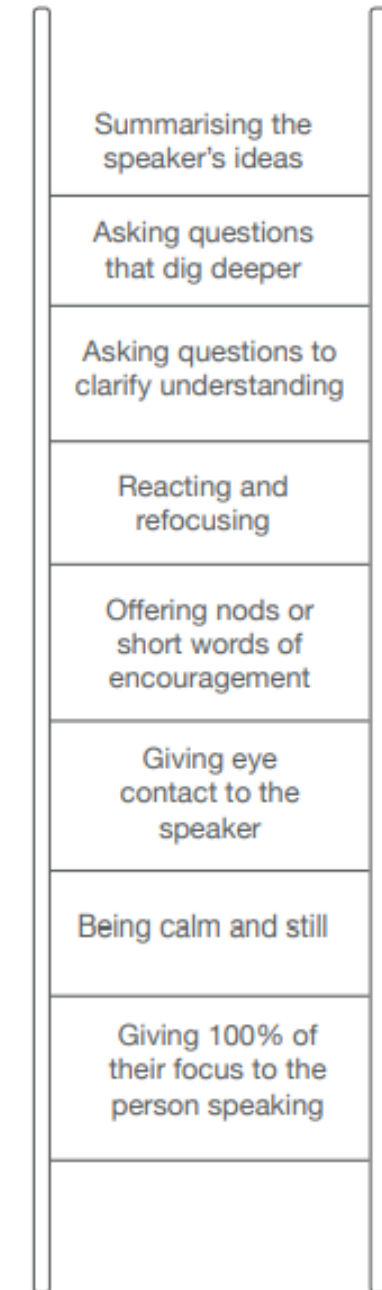 Summarising the
speaker's ideas
Asking questions
that dig deeper
Asking questions to
clarify understanding
Reacting and
refocusing
Offering nods or
short words of
encouragement
Giving eye
contact to the
speaker
Being calm and still
Giving 100% of
their focus to the
person speaking